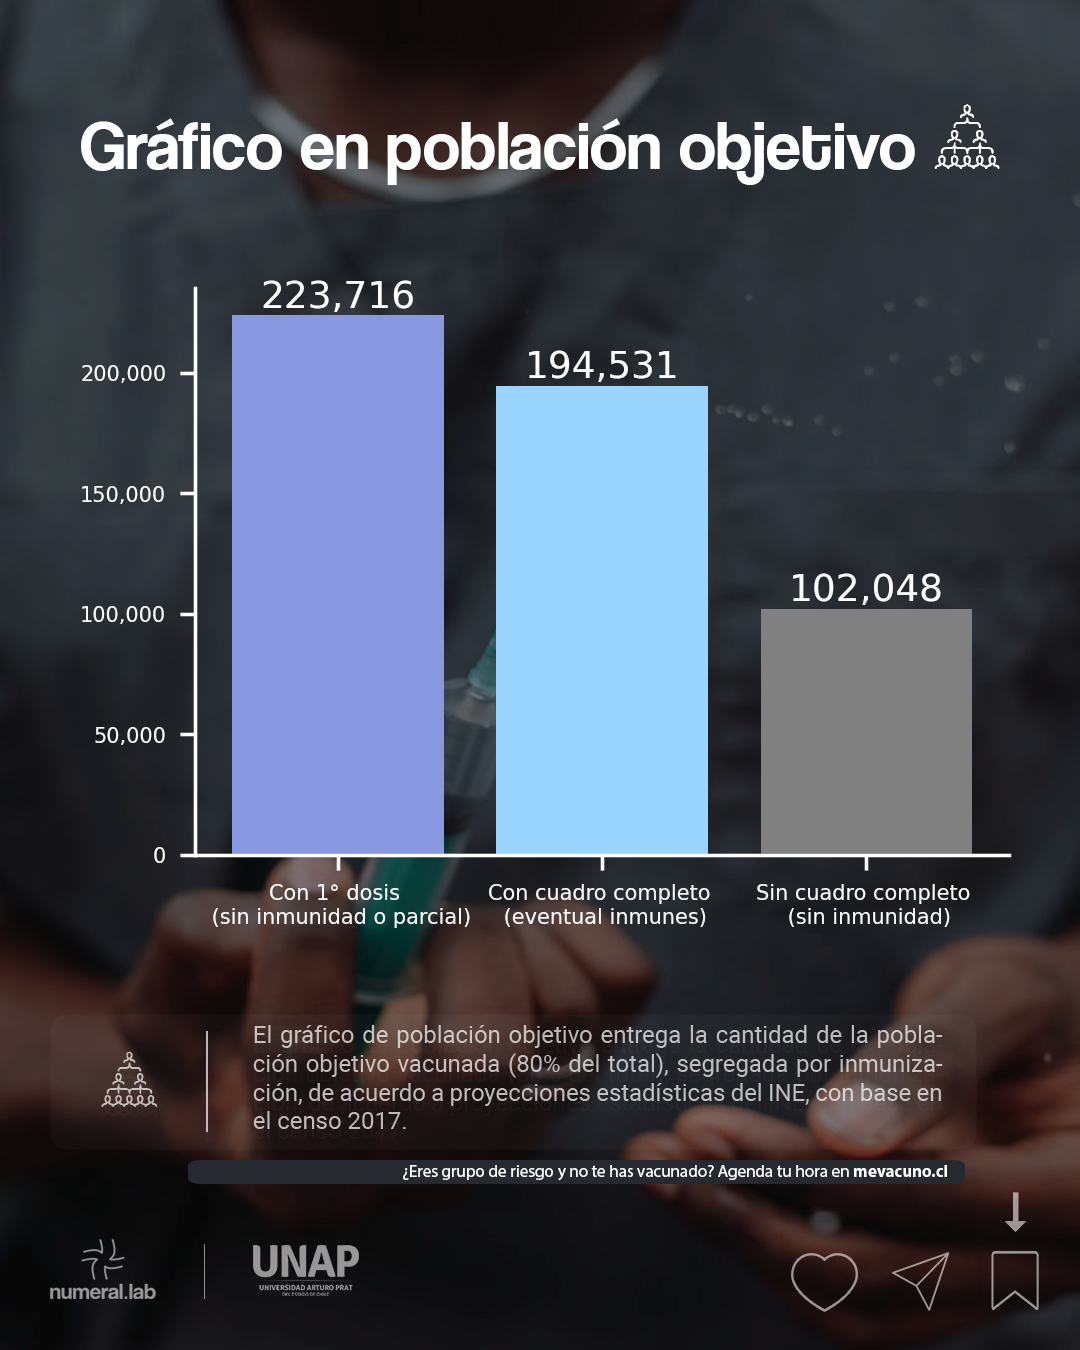 Gráfico en población objetivo
223,716
194,531
102,048
200,000
150,000
100,000
50,000
0
Con 1° dosis
(sin inmunidad o parcial)
Con cuadro completo
(eventual inmunes)
Sin cuadro completo
(sin inmunidad)
El gráfico de población objetivo entrega la cantidad de la pobla-
ción objetivo vacunada (80% del total), segregada por inmuniza-
ción, de acuerdo a proyecciones estadísticas del INE, con base en
el censo 2017.
¿Eres grupo de riesgo y no te has vacunado? Agenda tu hora en mevacuno.cl
numeral.lab
UNAP
UNIVERSIDAD ARTURO PRAT
DEL ESTADO DE CHILE